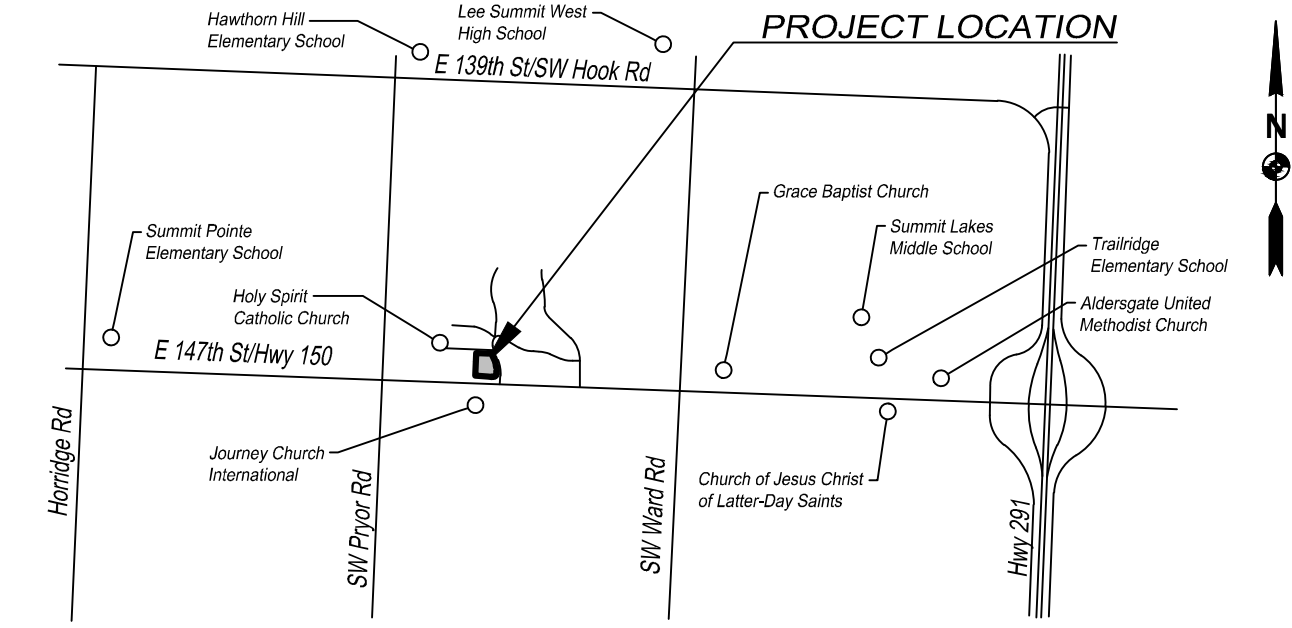 Hawthorn Hill
Elementary School
Lee Summit West
High School
PROJECT LOCATION
E 139th St/SW Hook Rd
N
Grace Baptist Church
Summit Pointe
Elementary School
Summit Lakes
Middle School
Trailridge
Elementary School
Holy Spirit
Catholic Church
Aldersgate United
Methodist Church
E 147th St/Hwy 150
Horridge Rd
Journey Church
International
SW Pryor Rd
SW Ward Rd
Church of Jesus Christ
of Latter-Day Saints
Hwy 291